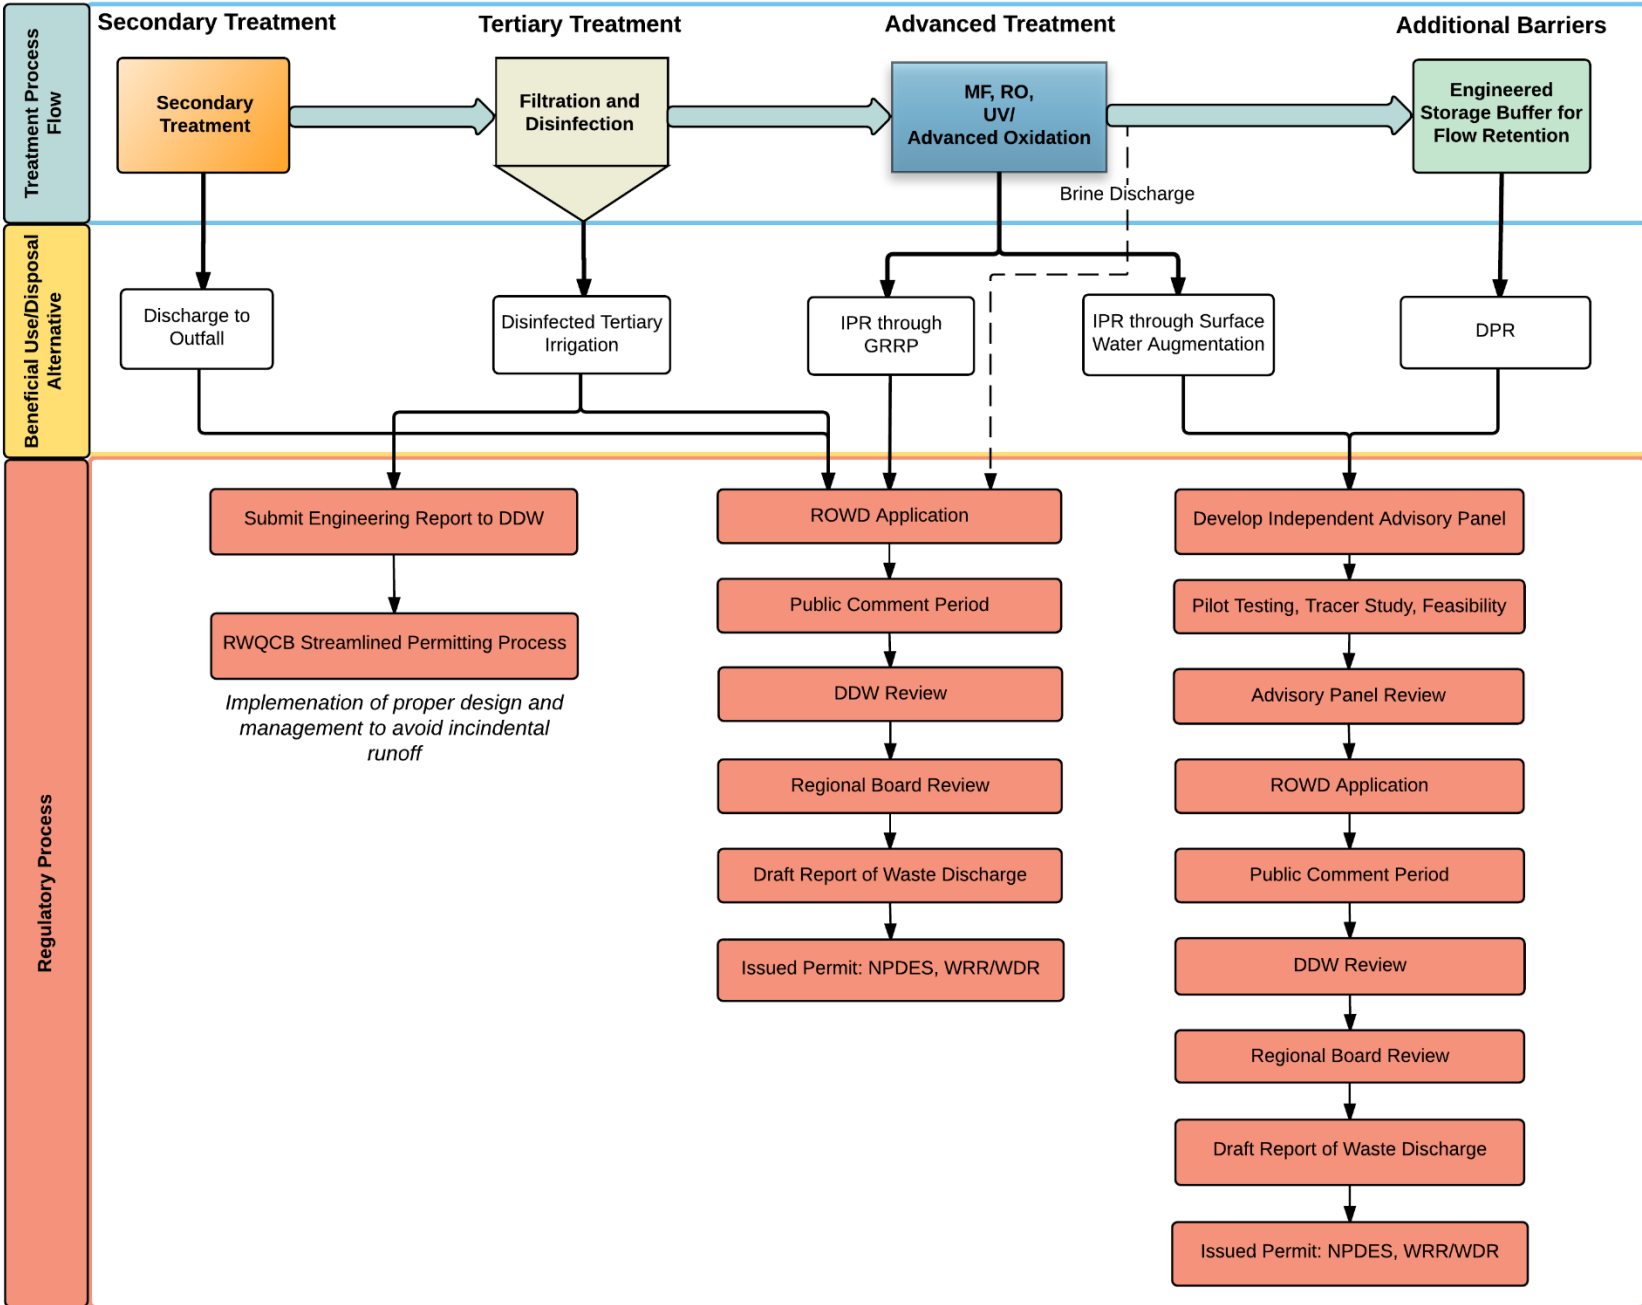 Secondary Treatment
Tertiary Treatment
Advanced Treatment
Additional Barriers
Treatment Process
Flow
Secondary
Treatment
Filtration and
Disinfection
MF, RO,
UV/
Advanced Oxidation
Engineered
Storage Buffer for
Flow Retention
Brine Discharge
Beneficial Use/Disposal
Alternative
Discharge to
Outfall
Disinfected Tertiary
Irrigation
IPR through
GRRP
IPR through Surface
Water Augmentation
DPR
Regulatory Process
Submit Engineering Report to DDW
RWQCB Streamlined Permitting Process
Implemenation of proper design and
management to avoid incindental
runoff
ROWD Application
Public Comment Period
DDW Review
Regional Board Review
Draft Report of Waste Discharge
Issued Permit: NPDES, WRR/WDR
Develop Independent Advisory Panel
Pilot Testing, Tracer Study, Feasibility
Advisory Panel Review
ROWD Application
Public Comment Period
DDW Review
Regional Board Review
Draft Report of Waste Discharge
Issued Permit: NPDES, WRR/WDR